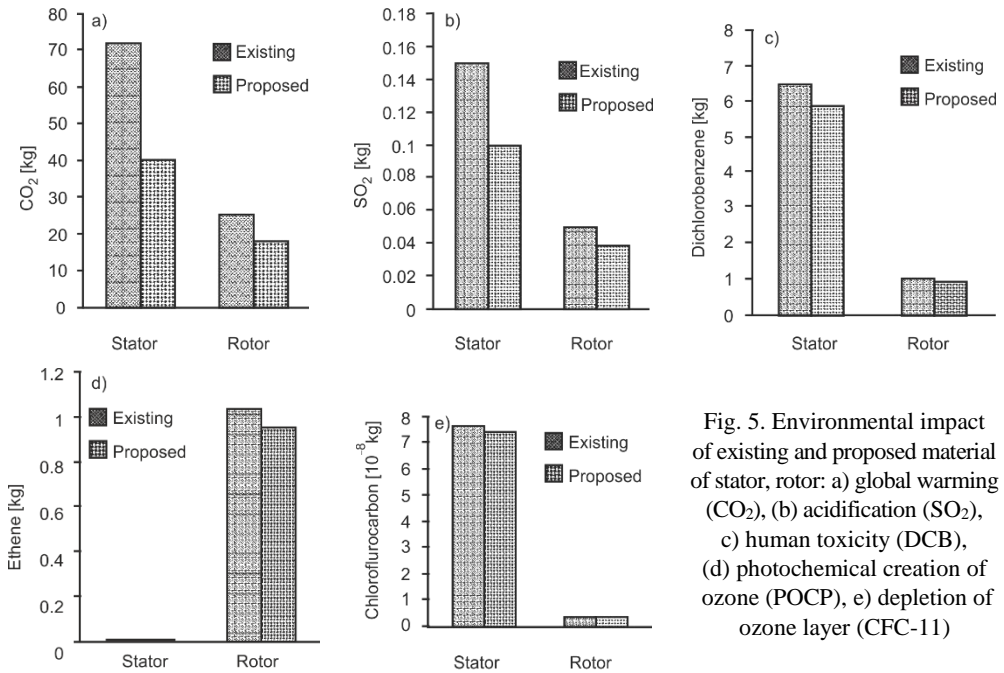 a)
80
70
60
50
40
30
20
10
0
CO₂ [kg]
Existing
Proposed
Stator
Rotor
b)
0.18
0.16
0.14
0.12
0.1
0.08
0.06
0.04
0.02
0
SO₂ [kg]
Existing
Proposed
Stator
Rotor
c)
8
7
6
5
4
3
2
1
0
Dichlorobenzene [kg]
Existing
Proposed
Stator
Rotor
d)
1.2
1
0.8
0.6
0.4
0.2
0
Ethene [kg]
Existing
Proposed
Stator
Rotor
e)
8
7
6
5
4
3
2
1
0
Chloroflurocarbon [10⁻⁸ kg]
Existing
Proposed
Stator
Rotor
Fig. 5. Environmental impact
of existing and proposed material
of stator, rotor: a) global warming
(CO₂), (b) acidification (SO₂),
c) human toxicity (DCB),
(d) photochemical creation of
ozone (POCP), e) depletion of
ozone layer (CFC-11)